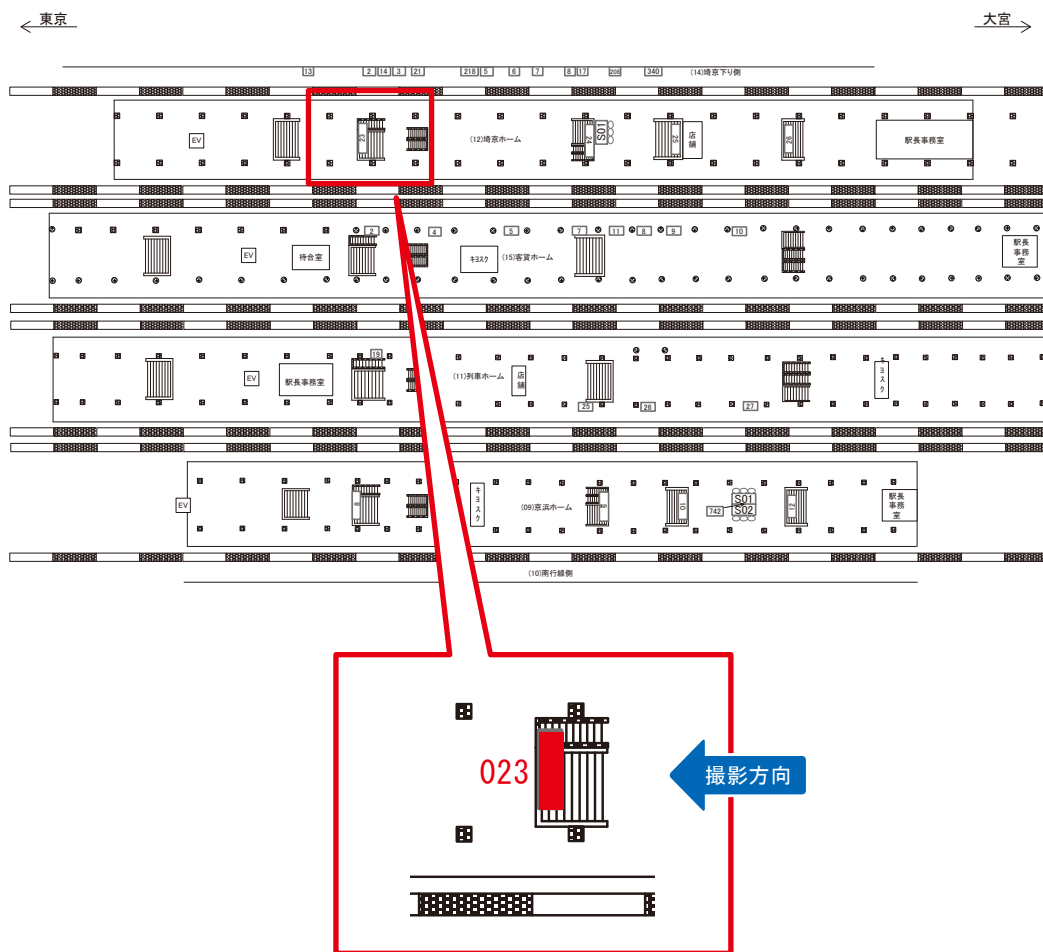 東京
大宮
13 2 14 3 21 218 5 6 7 8 17 208 340 (14)埼京下り側
EV 23 (12)埼京ホーム 24 S01 25 店舗 26 駅長事務室
2 4 5 7 11 8 9 10
EV 待合室 キヨスク (15)客貨ホーム 駅長事務室
19
EV 駅長事務室 (11)列車ホーム 店舗 キヨスク
25 26 27
EV 8 キヨスク (09)京浜ホーム 10 742 S01 12 駅長事務室
S02
(10)南行線側
023
撮影方向